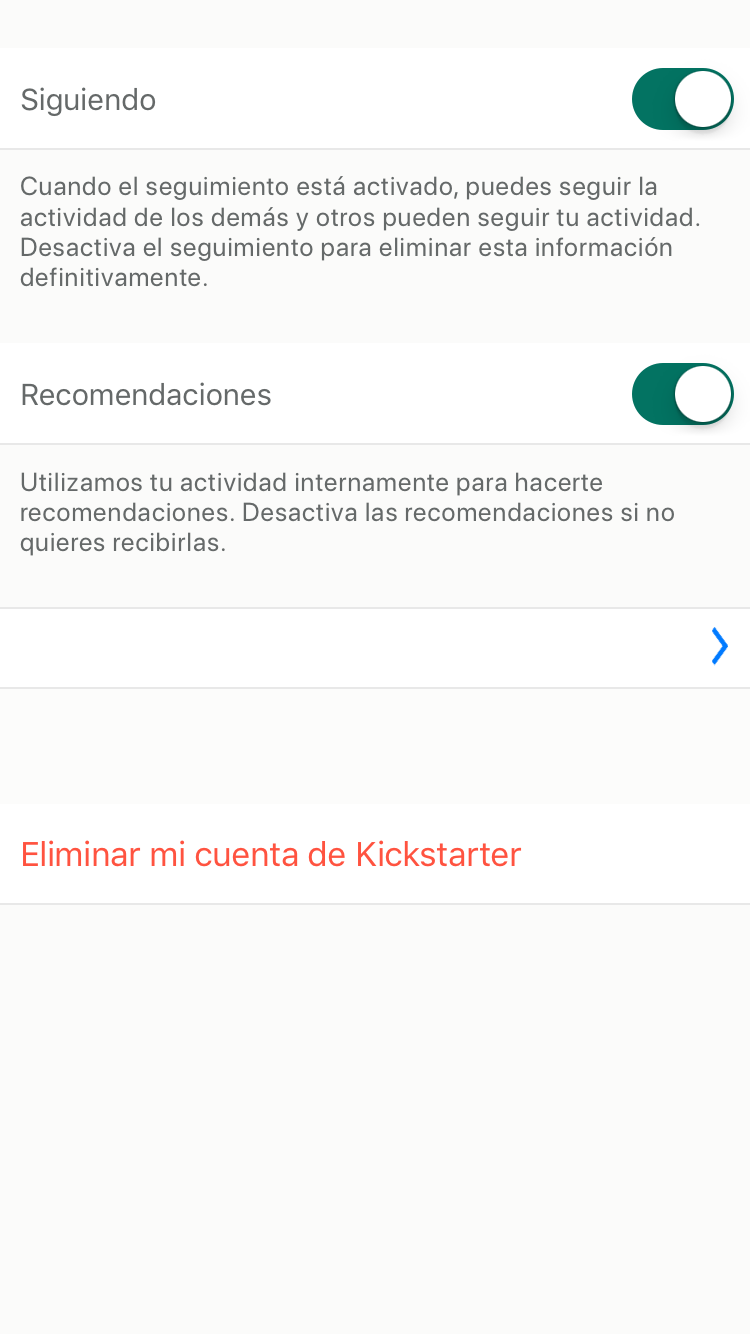 Siguiendo
Cuando el seguimiento está activado, puedes seguir la
actividad de los demás y otros pueden seguir tu actividad.
Desactiva el seguimiento para eliminar esta información
definitivamente.
Recomendaciones
Utilizamos tu actividad internamente para hacerte
recomendaciones. Desactiva las recomendaciones si no
quieres recibirlas.
Eliminar mi cuenta de Kickstarter